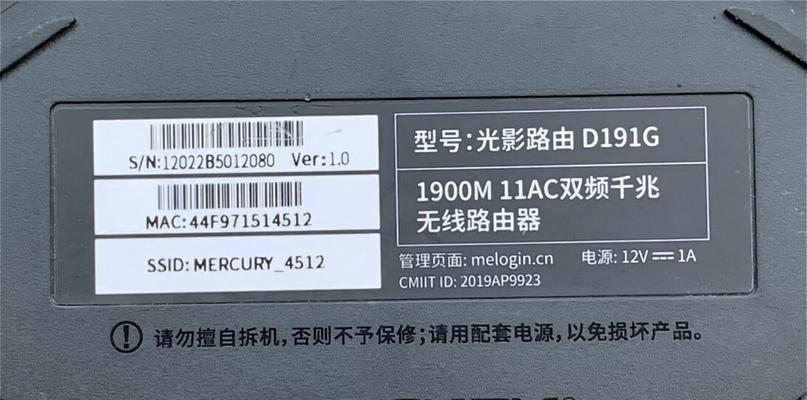 S/N:12022B5012080 Ver:1.0
MAC:44F971514512
SSID: MERCURY_4512
型号:光影路由 D191G
1900M 11AC双频千兆
无线路由器
管理页面: melogin.cn 电源: 12V⎓1A
CMIIT ID: 2019AP9923
请勿擅自拆机,否则不予保修;请用配套电源,以免损坏产品。